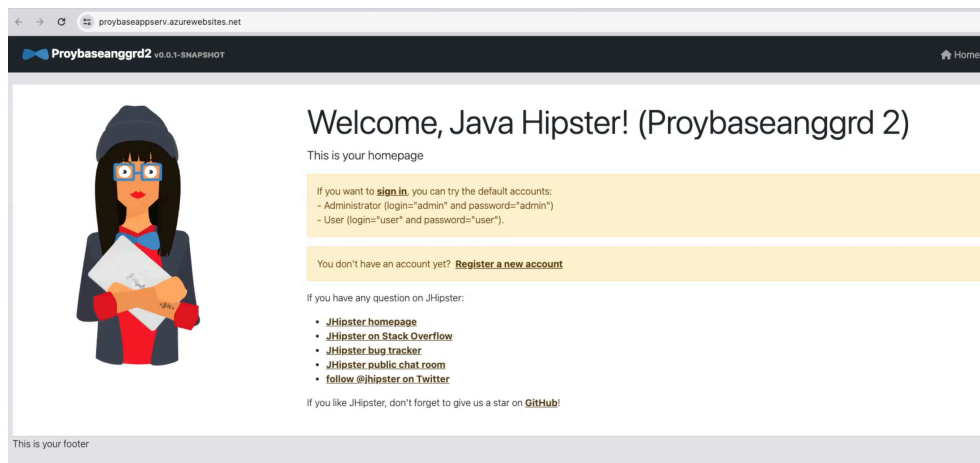 proybaseappserv.azurewebsites.net
Proybaseanggrd2 v0.0.1-SNAPSHOT
Home
Welcome, Java Hipster! (Proybaseanggrd 2)
This is your homepage
If you want to sign in, you can try the default accounts:
- Administrator (login="admin" and password="admin")
- User (login="user" and password="user").
You don't have an account yet? Register a new account
If you have any question on JHipster:
• JHipster homepage
• JHipster on Stack Overflow
• JHipster bug tracker
• JHipster public chat room
• follow @jhipster on Twitter
If you like JHipster, don't forget to give us a star on GitHub!
This is your footer